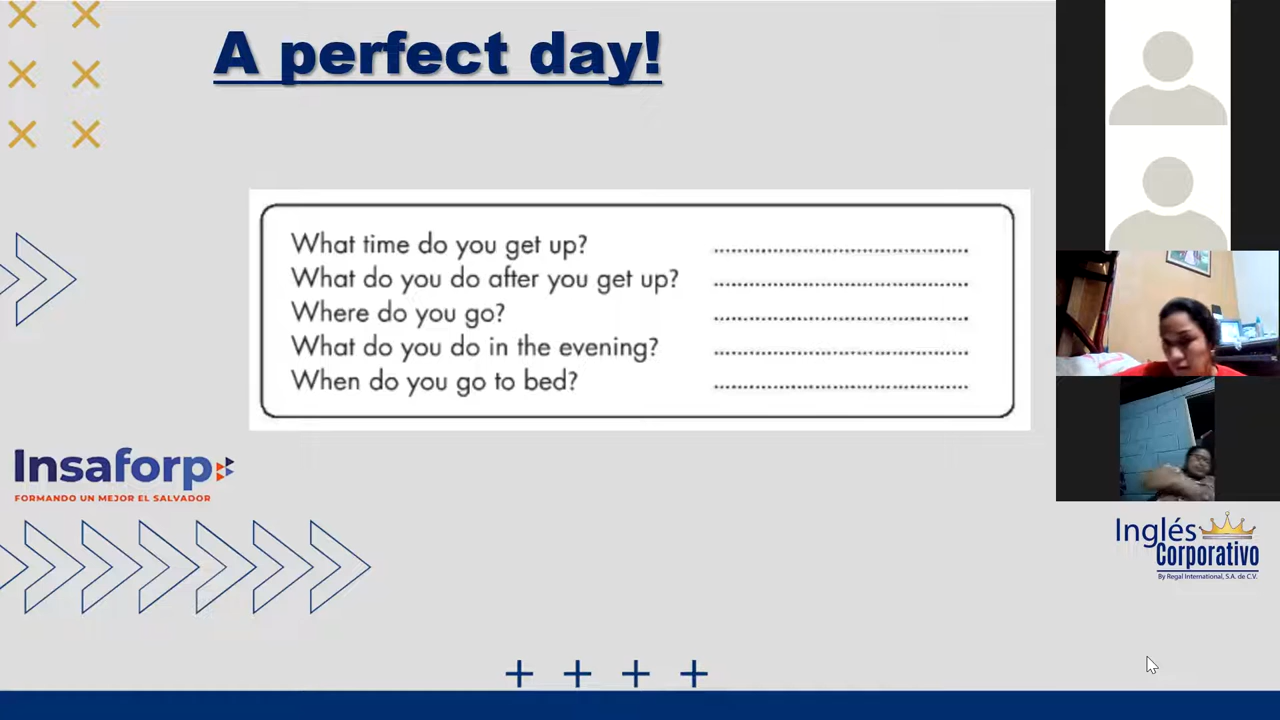 A perfect day!
What time do you get up? ........................................
What do you do after you get up? ........................................
Where do you go? ........................................
What do you do in the evening? ........................................
When do you go to bed? ........................................
Insaforp
FORMANDO UN MEJOR EL SALVADOR
Inglés
Corporativo
By Regal International, S.A. de C.V.